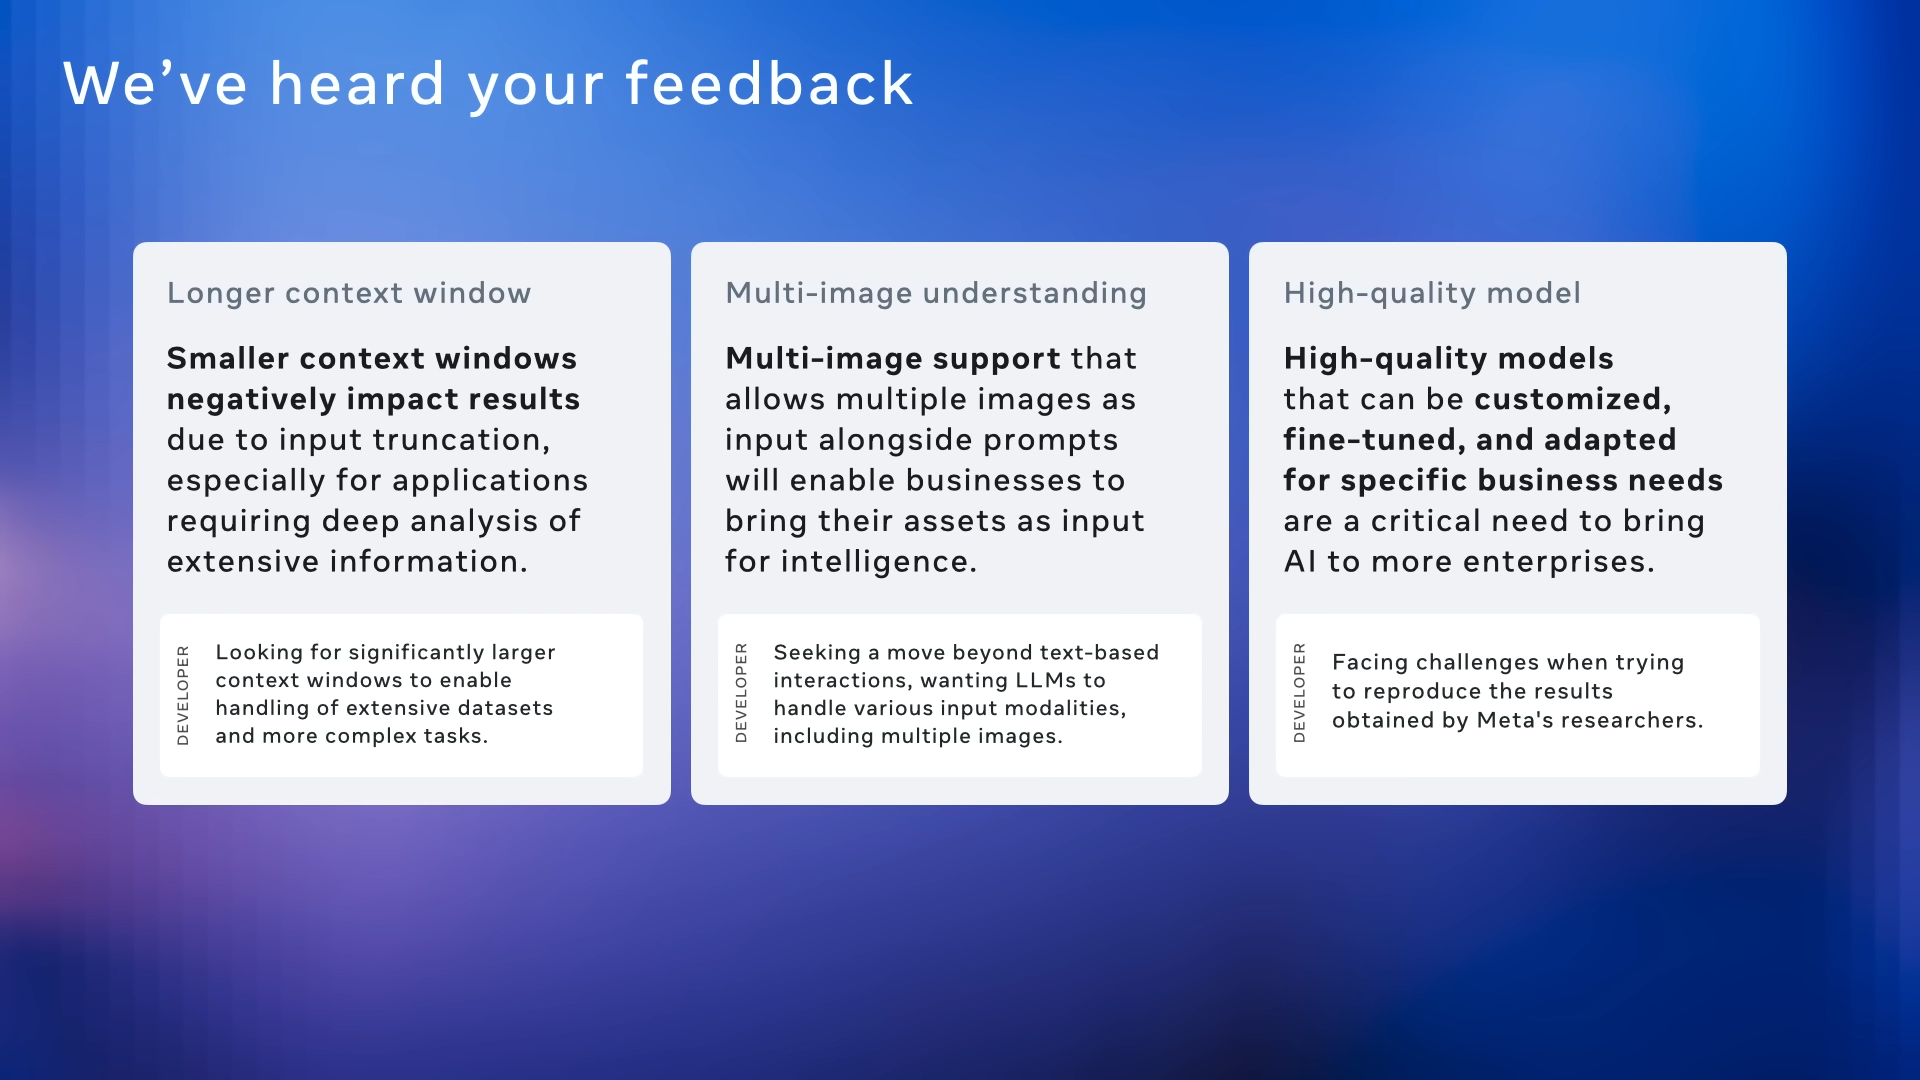 We’ve heard your feedback
Longer context window
Smaller context windows
negatively impact results
due to input truncation,
especially for applications
requiring deep analysis of
extensive information.
DEVELOPER
Looking for significantly larger
context windows to enable
handling of extensive datasets
and more complex tasks.
Multi-image understanding
Multi-image support that
allows multiple images as
input alongside prompts
will enable businesses to
bring their assets as input
for intelligence.
DEVELOPER
Seeking a move beyond text-based
interactions, wanting LLMs to
handle various input modalities,
including multiple images.
High-quality model
High-quality models
that can be customized,
fine-tuned, and adapted
for specific business needs
are a critical need to bring
AI to more enterprises.
DEVELOPER
Facing challenges when trying
to reproduce the results
obtained by Meta's researchers.